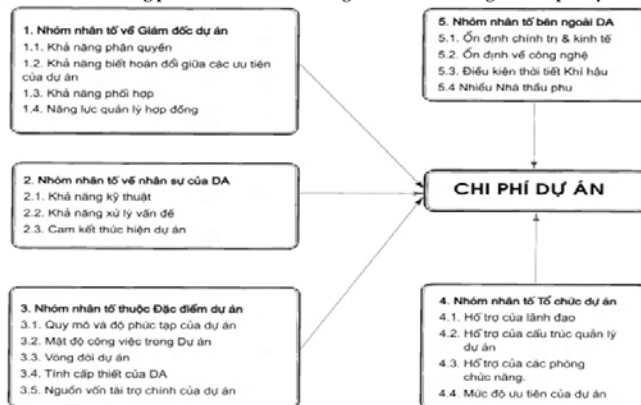 1. Nhóm nhân tố về Giám đốc dự án
1.1. Khả năng phân quyền
1.2. Khả năng biết hoán đổi giữa các ưu tiên
của dự án
1.3. Khả năng phối hợp
1.4. Năng lực quản lý hợp đồng
2. Nhóm nhân tố về nhân sự của DA
2.1. Khả năng kỹ thuật
2.2. Khả năng xử lý vấn đề
2.3. Cam kết thức hiện dự án
3. Nhóm nhân tố thuộc Đặc điểm dự án
3.1. Quy mô và độ phức tạp của dự án
3.2. Mật độ công việc trong Dự án
3.3. Vòng đời dự án
3.4. Tính cấp thiết của DA
3.5. Nguồn vốn tài trợ chính của dự án
5. Nhóm nhân tố bên ngoài DA
5.1. Ổn định chính trị & kinh tế
5.2. Ổn định về công nghệ
5.3. Điều kiện thời tiết Khí hậu
5.4 Nhiều Nhà thầu phụ
CHI PHÍ DỰ ÁN
4. Nhóm nhân tố Tổ chức dự án
4.1. Hố trợ của lãnh đạo
4.2. Hố trợ của cấu trúc quản lý
dự án
4.3. Hố trợ của các phòng
chức năng.
4.4. Mức độ ưu tiên của dự án